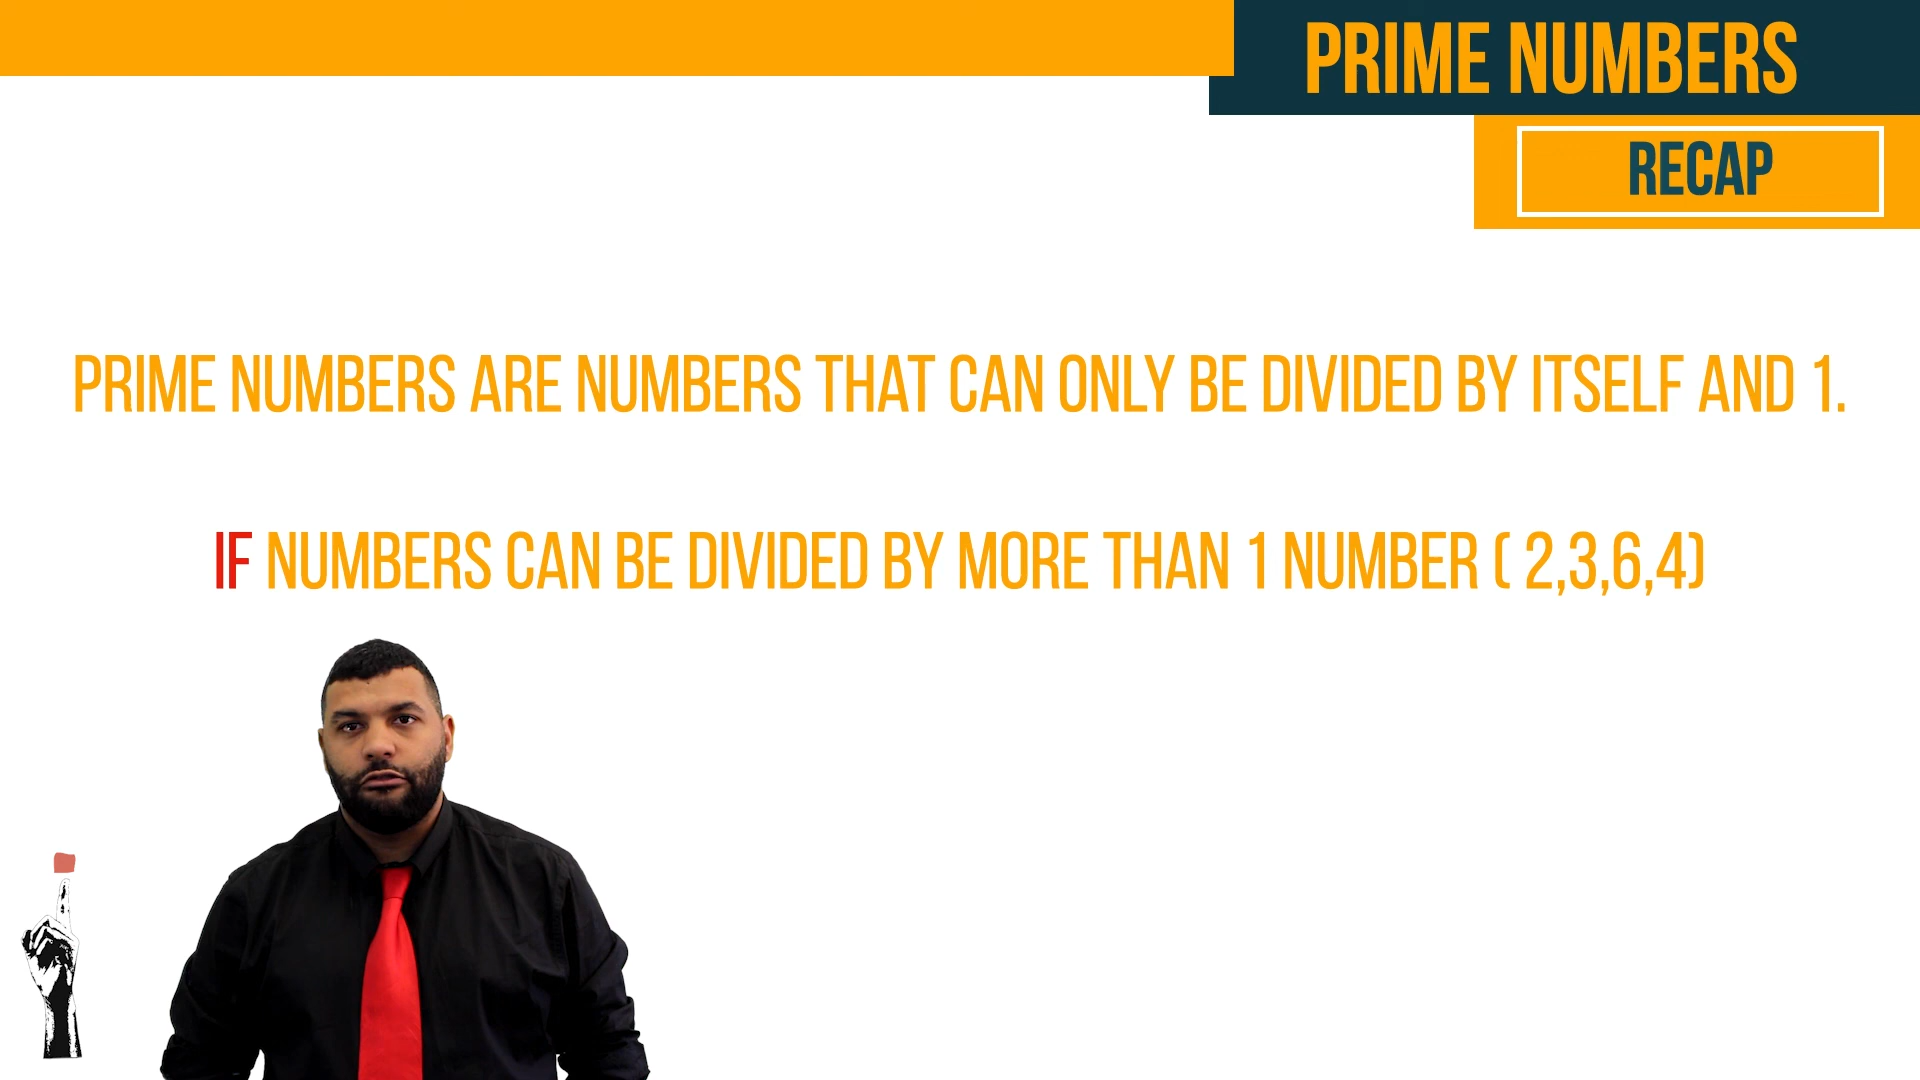 PRIME NUMBERS
RECAP
PRIME NUMBERS ARE NUMBERS THAT CAN ONLY BE DIVIDED BY ITSELF AND 1.
IF NUMBERS CAN BE DIVIDED BY MORE THAN 1 NUMBER ( 2,3,6,4)